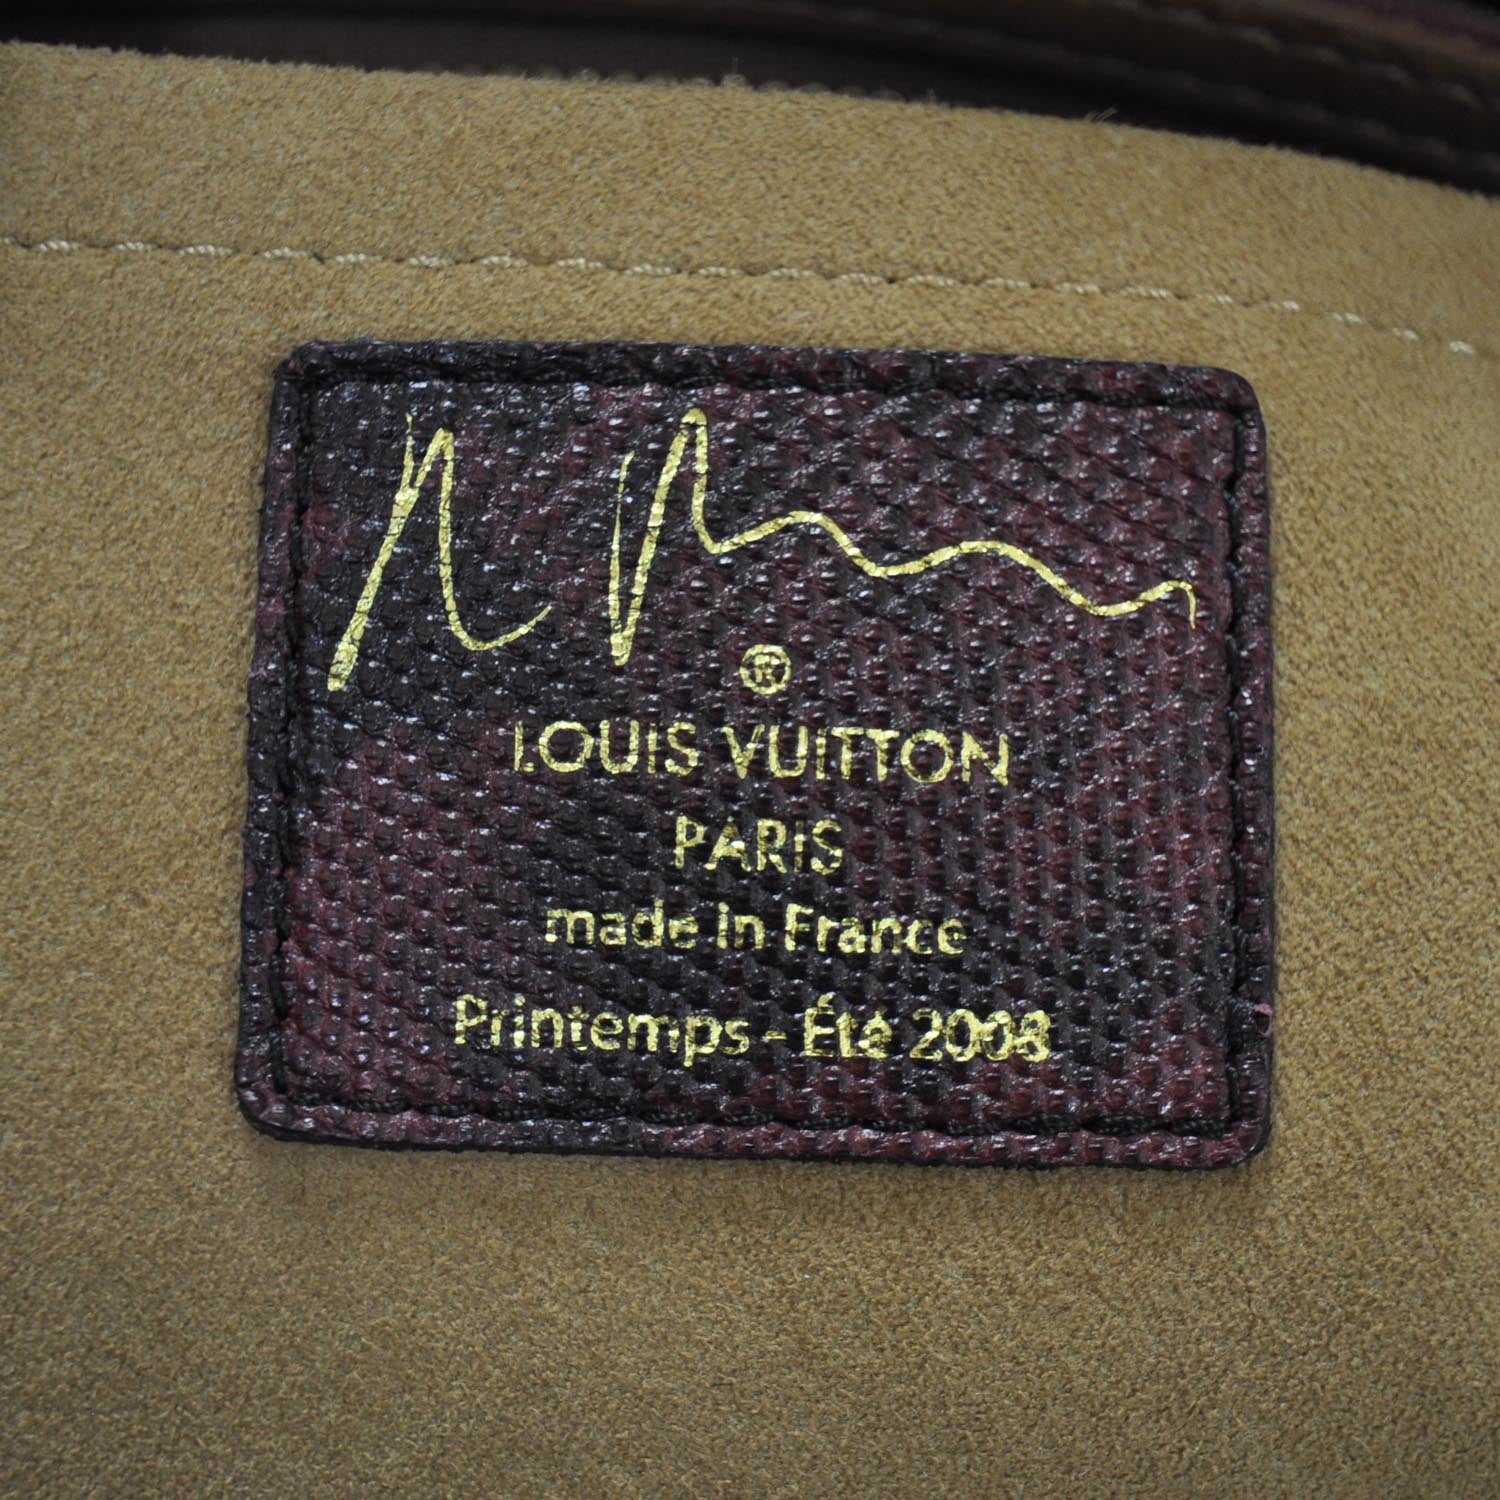 ®
LOUIS VUITTON
PARIS
made in France
Printemps - Été 2008